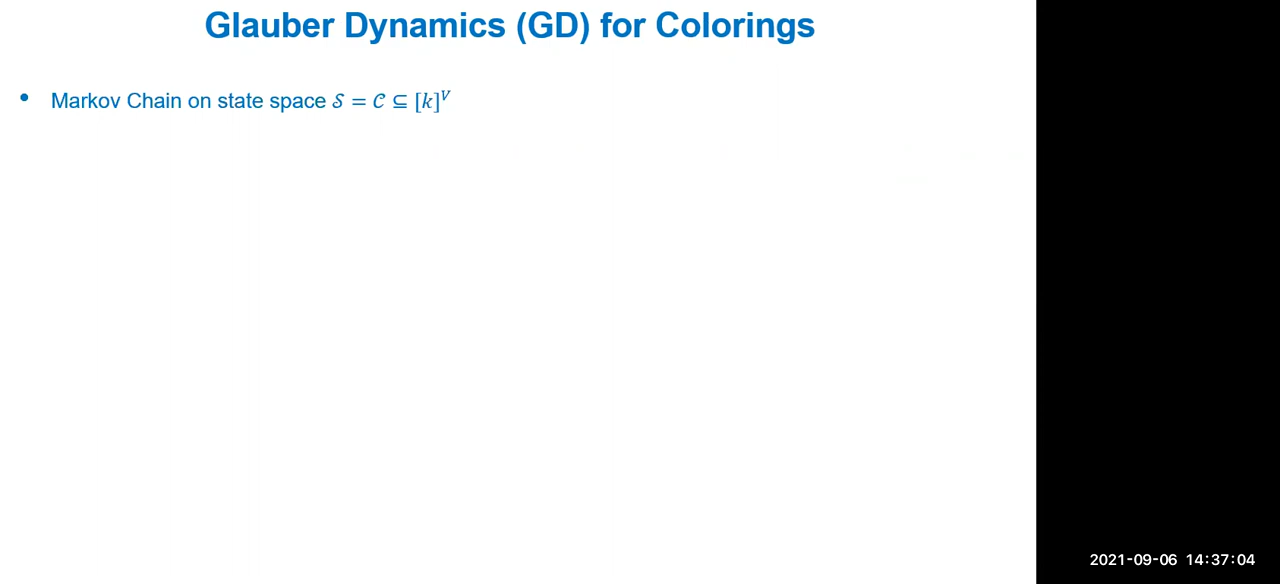 Glauber Dynamics (GD) for Colorings
• Markov Chain on state space 𝒮 = 𝒞 ⊆ [k]^V
2021-09-06 14:37:04